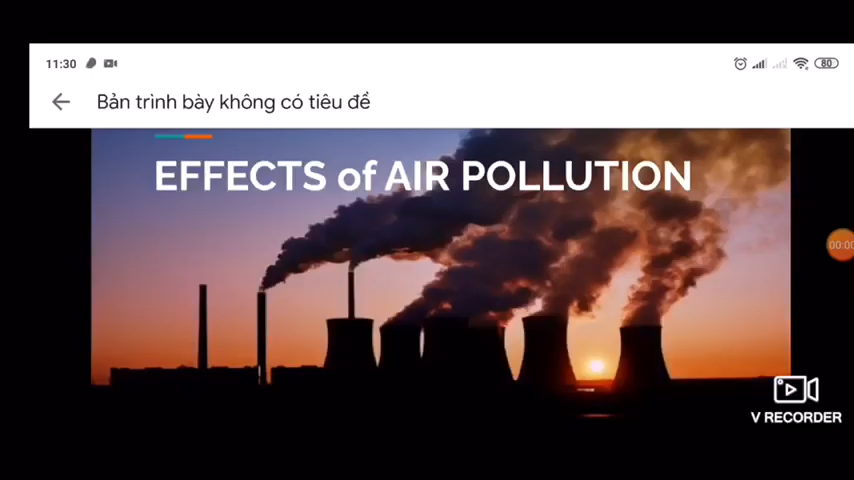 11:30
80
Bản trình bày không có tiêu đề
EFFECTS of AIR POLLUTION
00:00
V RECORDER